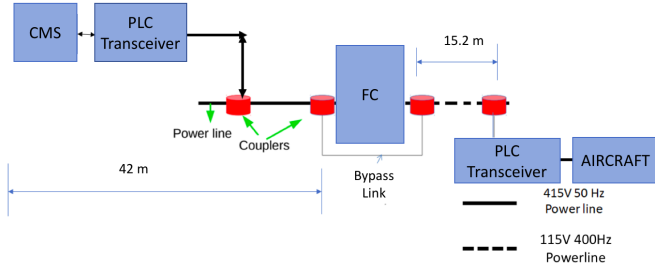 CMS
PLC
Transceiver
FC
15.2 m
Power line
Couplers
Bypass
Link
42 m
PLC
Transceiver
AIRCRAFT
415V 50 Hz
Power line
115V 400Hz
Powerline